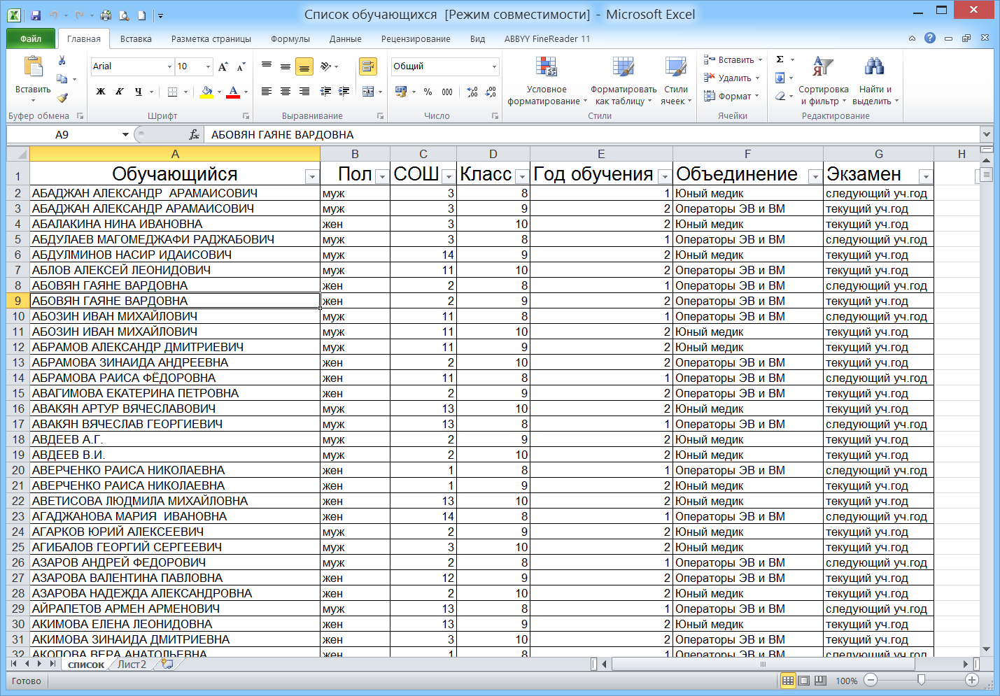 Список обучающихся  [Режим совместимости]  -  Microsoft Excel
Файл Главная Вставка Разметка страницы Формулы Данные Рецензирование Вид ABBYY FineReader 11
Arial 10 Общий
Вставить Ж К Ч % 000 Условное форматирование Форматировать как таблицу Стили ячеек Вставить Удалить Формат Сортировка и фильтр Найти и выделить
Буфер обмена Шрифт Выравнивание Число Стили Ячейки Редактирование
A9 fx АБОВЯН ГАЯНЕ ВАРДОВНА
A B C D E F G H
1 Обучающийся Пол СОШ Класс Год обучения Объединение Экзамен
2 АБАДЖАН АЛЕКСАНДР  АРАМАИСОВИЧ муж 3 8 1 Юный медик следующий уч.год
3 АБАДЖАН АЛЕКСАНДР АРАМАИСОВИЧ муж 3 9 2 Операторы ЭВ и ВМ текущий уч.год
4 АБАЛАКИНА НИНА ИВАНОВНА жен 3 10 2 Юный медик текущий уч.год
5 АБДУЛАЕВ МАГОМЕДЖАФИ РАДЖАБОВИЧ муж 3 8 1 Операторы ЭВ и ВМ следующий уч.год
6 АБДУЛМИНОВ НАСИР ИДАИСОВИЧ муж 14 9 2 Юный медик текущий уч.год
7 АБЛОВ АЛЕКСЕЙ ЛЕОНИДОВИЧ муж 11 10 2 Операторы ЭВ и ВМ текущий уч.год
8 АБОВЯН ГАЯНЕ ВАРДОВНА жен 2 8 1 Операторы ЭВ и ВМ следующий уч.год
9 АБОВЯН ГАЯНЕ ВАРДОВНА жен 2 9 2 Операторы ЭВ и ВМ текущий уч.год
10 АБОЗИН ИВАН МИХАЙЛОВИЧ муж 11 8 1 Операторы ЭВ и ВМ следующий уч.год
11 АБОЗИН ИВАН МИХАЙЛОВИЧ муж 11 10 2 Юный медик текущий уч.год
12 АБРАМОВ АЛЕКСАНДР ДМИТРИЕВИЧ муж 11 9 2 Юный медик текущий уч.год
13 АБРАМОВА ЗИНАИДА АНДРЕЕВНА жен 2 10 2 Операторы ЭВ и ВМ текущий уч.год
14 АБРАМОВА РАИСА ФЁДОРОВНА жен 11 8 1 Операторы ЭВ и ВМ следующий уч.год
15 АВАГИМОВА ЕКАТЕРИНА ПЕТРОВНА жен 2 9 2 Операторы ЭВ и ВМ текущий уч.год
16 АВАКЯН АРТУР ВЯЧЕСЛАВОВИЧ муж 13 10 2 Юный медик текущий уч.год
17 АВАКЯН ВЯЧЕСЛАВ ГЕОРГИЕВИЧ муж 13 8 1 Операторы ЭВ и ВМ следующий уч.год
18 АВДЕЕВ А.Г. муж 2 9 2 Юный медик текущий уч.год
19 АВДЕЕВ В.И. муж 2 10 2 Юный медик текущий уч.год
20 АВЕРЧЕНКО РАИСА НИКОЛАЕВНА жен 1 8 1 Операторы ЭВ и ВМ следующий уч.год
21 АВЕРЧЕНКО РАИСА НИКОЛАЕВНА жен 1 9 2 Юный медик текущий уч.год
22 АВЕТИСОВА ЛЮДМИЛА МИХАЙЛОВНА жен 13 10 2 Юный медик текущий уч.год
23 АГАДЖАНОВА МАРИЯ  ИВАНОВНА жен 14 8 1 Операторы ЭВ и ВМ следующий уч.год
24 АГАРКОВ ЮРИЙ АЛЕКСЕЕВИЧ муж 2 9 2 Юный медик текущий уч.год
25 АГИБАЛОВ ГЕОРГИЙ СЕРГЕЕВИЧ муж 3 10 2 Юный медик текущий уч.год
26 АЗАРОВ АНДРЕЙ ФЕДОРОВИЧ муж 2 8 1 Операторы ЭВ и ВМ следующий уч.год
27 АЗАРОВА ВАЛЕНТИНА ПАВЛОВНА жен 12 9 2 Операторы ЭВ и ВМ текущий уч.год
28 АЗАРОВА НАДЕЖДА АЛЕКСАНДРОВНА жен 2 10 2 Юный медик текущий уч.год
29 АЙРАПЕТОВ АРМЕН АРМЕНОВИЧ муж 13 8 1 Операторы ЭВ и ВМ следующий уч.год
30 АКИМОВА ЕЛЕНА ЛЕОНИДОВНА жен 13 9 2 Юный медик текущий уч.год
31 АКИМОВА ЗИНАИДА ДМИТРИЕВНА жен 3 10 2 Операторы ЭВ и ВМ текущий уч.год
32 АКОПОВА ВЕРА АНАТОЛЬЕВНА жен 1 8 1 Операторы ЭВ и ВМ следующий уч.год
список Лист2
Готово 100%